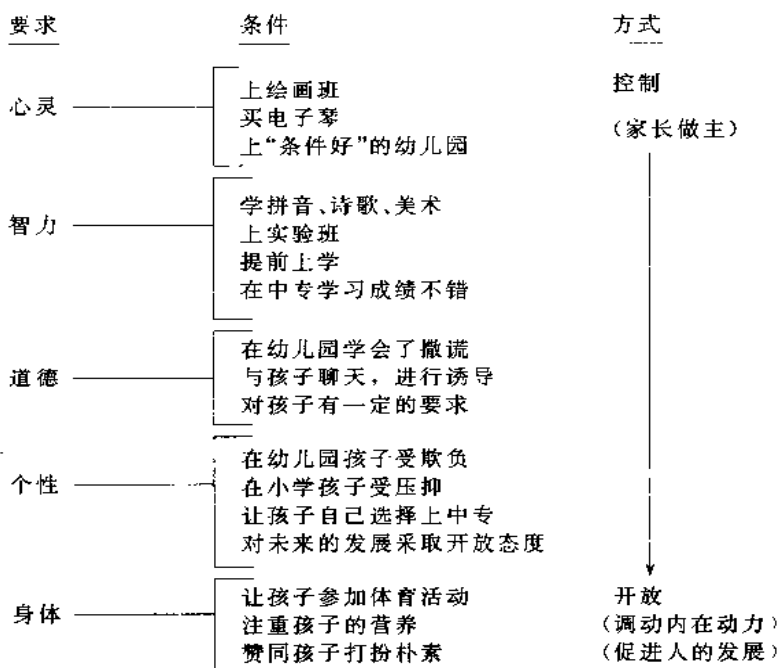 要求 条件 方式
心灵
上绘画班
买电子琴
上“条件好”的幼儿园
控制
（家长做主）
智力
学拼音、诗歌、美术
上实验班
提前上学
在中专学习成绩不错
道德
在幼儿园学会了撒谎
与孩子聊天，进行诱导
对孩子有一定的要求
个性
在幼儿园孩子受欺负
在小学孩子受压抑
让孩子自己选择上中专
对未来的发展采取开放态度
身体
让孩子参加体育活动
注重孩子的营养
赞同孩子打扮朴素
开放
（调动内在动力）
（促进人的发展）